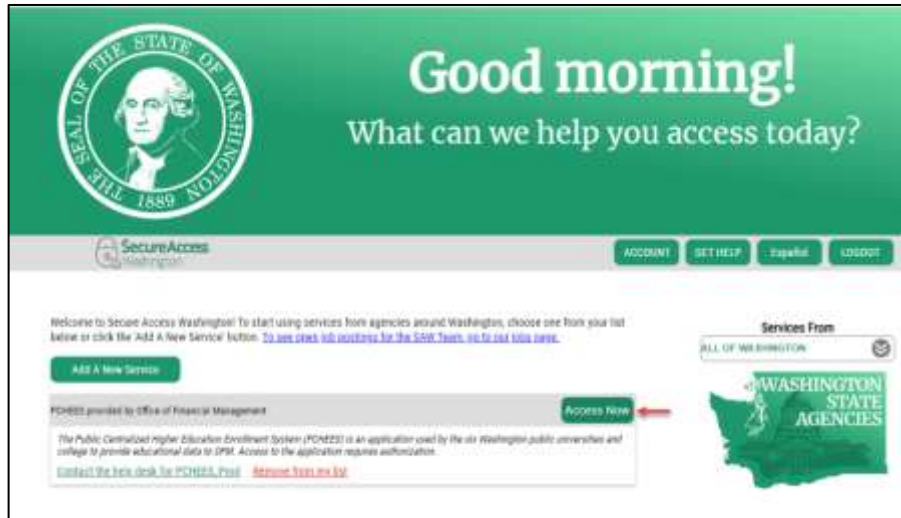 THE SEAL OF THE STATE OF WASHINGTON
1889
Good morning!
What can we help you access today?
SecureAccess
Washington
ACCOUNT
GET HELP
Español
LOGOUT
Welcome to Secure Access Washington! To start using services from agencies around Washington, choose one from your list
below or click the 'Add A New Service' button. To see open job postings for the SAW Team, go to our jobs page.
Add A New Service
Services From
ALL OF WASHINGTON
PCHEES provided by Office of Financial Management
Access Now
The Public Centralized Higher Education Enrollment System (PCHEES) is an application used by the six Washington public universities and
college to provide educational data to OFM. Access to the application requires authorization.
Contact the help desk for PCHEES, Prod
Remove from my list
WASHINGTON
STATE
AGENCIES